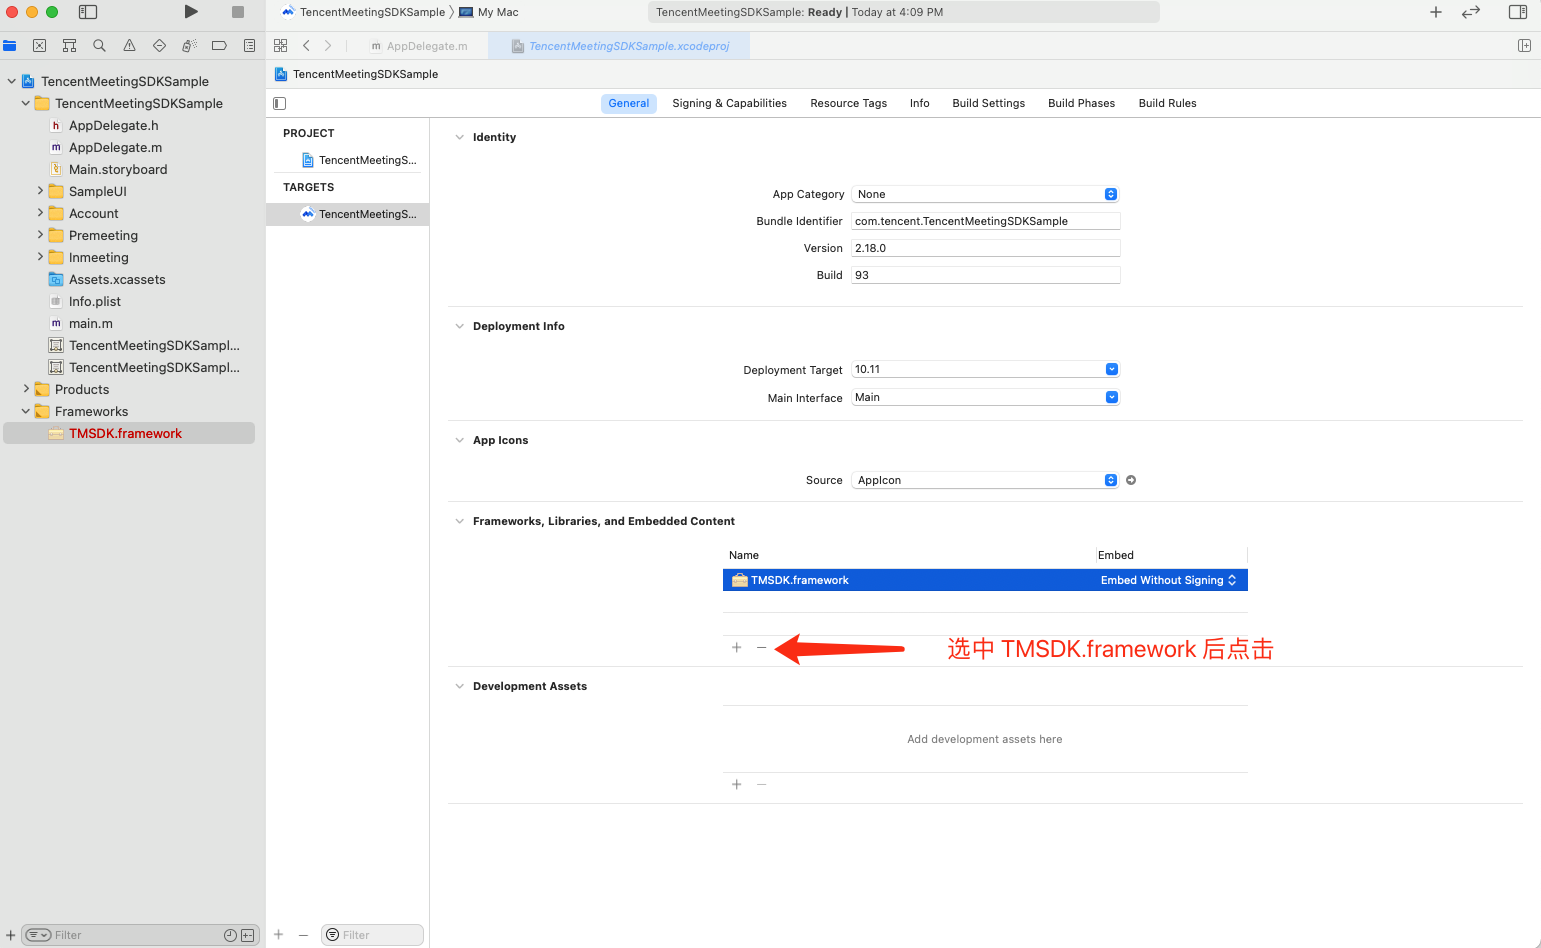 TencentMeetingSDKSample 〉 My Mac
TencentMeetingSDKSample: Ready | Today at 4:09 PM
AppDelegate.m
TencentMeetingSDKSample.xcodeproj
TencentMeetingSDKSample
TencentMeetingSDKSample
TencentMeetingSDKSample
AppDelegate.h
AppDelegate.m
Main.storyboard
SampleUI
Account
Premeeting
Inmeeting
Assets.xcassets
Info.plist
main.m
TencentMeetingSDKSampl...
TencentMeetingSDKSampl...
Products
Frameworks
TMSDK.framework
Filter
General Signing & Capabilities Resource Tags Info Build Settings Build Phases Build Rules
PROJECT
TencentMeetingS...
TARGETS
TencentMeetingS...
Filter
Identity
App Category None
Bundle Identifier com.tencent.TencentMeetingSDKSample
Version 2.18.0
Build 93
Deployment Info
Deployment Target 10.11
Main Interface Main
App Icons
Source AppIcon
Frameworks, Libraries, and Embedded Content
Name Embed
TMSDK.framework Embed Without Signing
选中 TMSDK.framework 后点击
Development Assets
Add development assets here